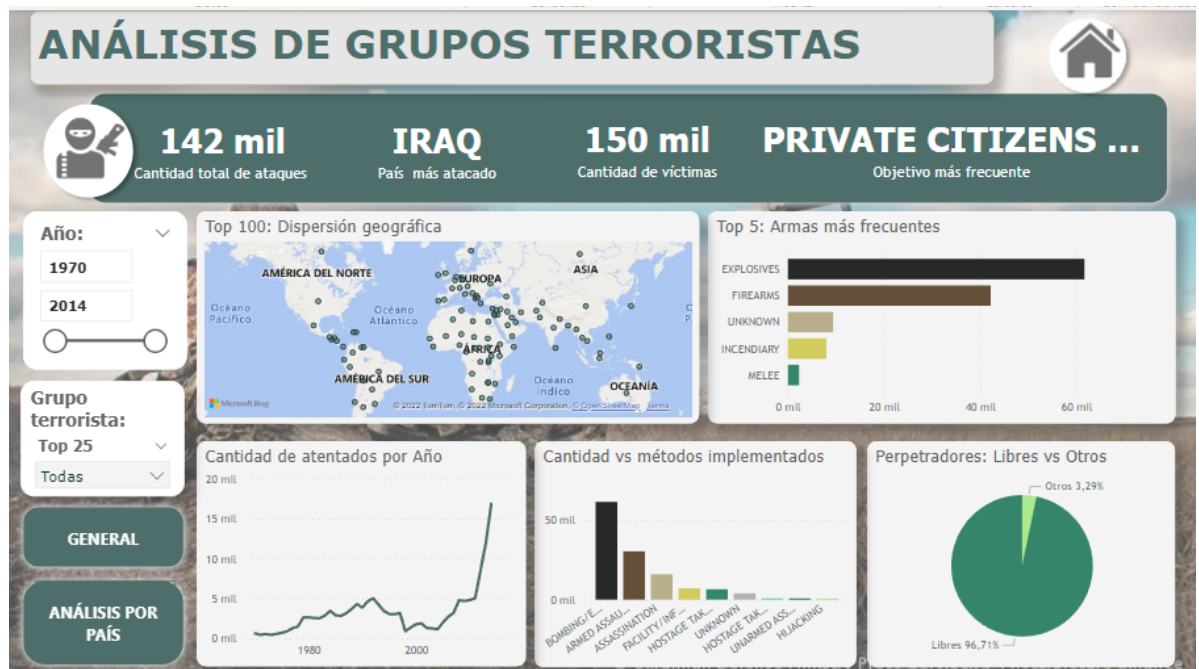 ANÁLISIS DE GRUPOS TERRORISTAS
142 mil
Cantidad total de ataques
IRAQ
País más atacado
150 mil
Cantidad de víctimas
PRIVATE CITIZENS ...
Objetivo más frecuente
Año:
1970
2014
Grupo
terrorista:
Top 25
Todas
GENERAL
ANÁLISIS POR
PAÍS
Top 100: Dispersión geográfica
AMÉRICA DEL NORTE
EUROPA
ASIA
Océano
Pacífico
Océano
Atlántico
ÁFRICA
AMÉRICA DEL SUR
Océano
Índico
OCEANÍA
Microsoft Bing
© 2022 TomTom, © 2022 Microsoft Corporation, © OpenStreetMap Terms
Top 5: Armas más frecuentes
EXPLOSIVES
FIREARMS
UNKNOWN
INCENDIARY
MELEE
0 mil 20 mil 40 mil 60 mil
Cantidad de atentados por Año
20 mil
15 mil
10 mil
5 mil
0 mil
1980 2000
Cantidad vs métodos implementados
50 mil
0 mil
BOMBING/E...
ARMED ASSAU...
ASSASSINATION
FACILITY/INF...
HOSTAGE TAK...
UNKNOWN
HOSTAGE TAK...
UNARMED ASS...
HIJACKING
Perpetradores: Libres vs Otros
Otros 3,29%
Libres 96,71%